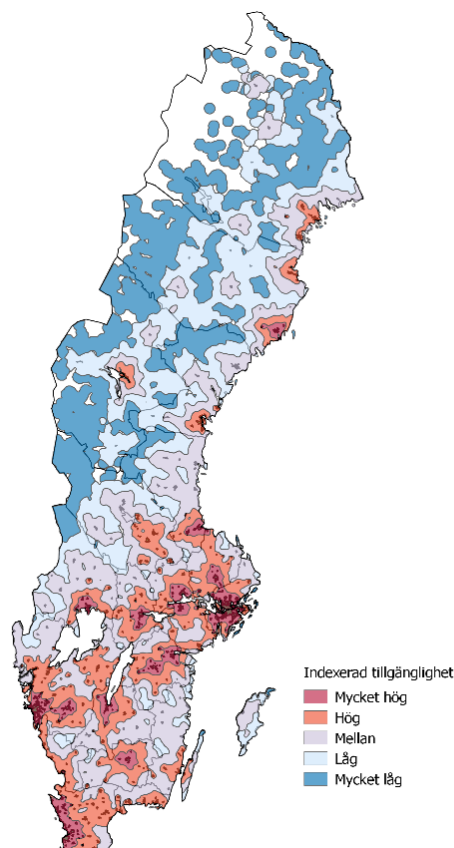 Indexerad tillgänglighet
Mycket hög
Hög
Mellan
Låg
Mycket låg